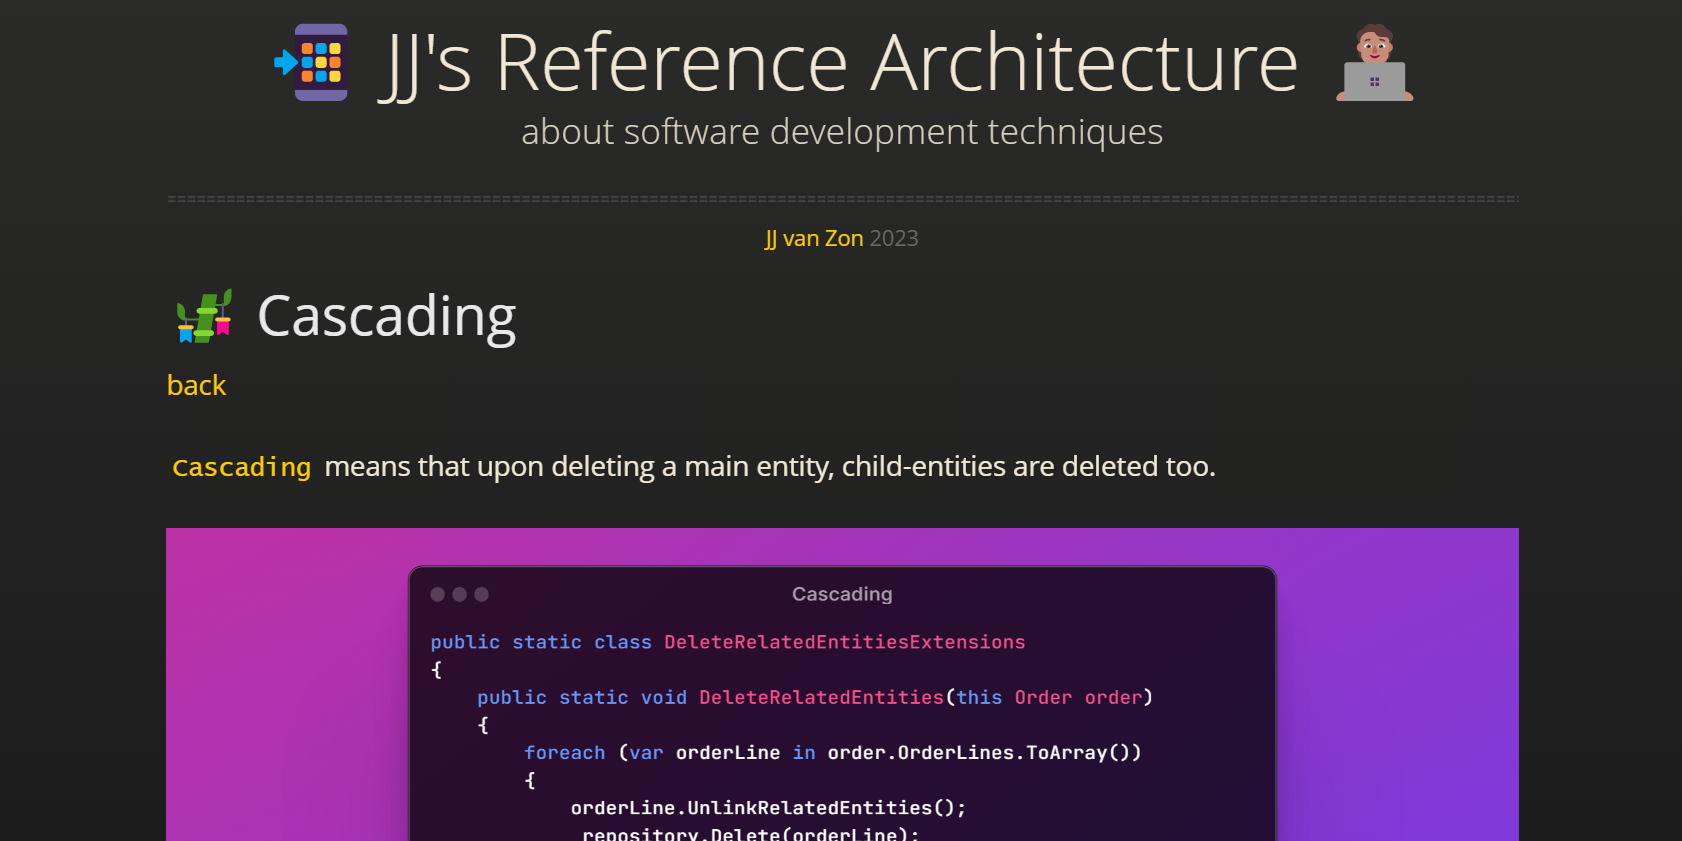 JJ's Reference Architecture
about software development techniques
JJ van Zon 2023
Cascading
back
Cascading means that upon deleting a main entity, child-entities are deleted too.
Cascading
public static class DeleteRelatedEntitiesExtensions
{
    public static void DeleteRelatedEntities(this Order order)
    {
        foreach (var orderLine in order.OrderLines.ToArray())
        {
            orderLine.UnlinkRelatedEntities();
            _repository.Delete(orderLine);